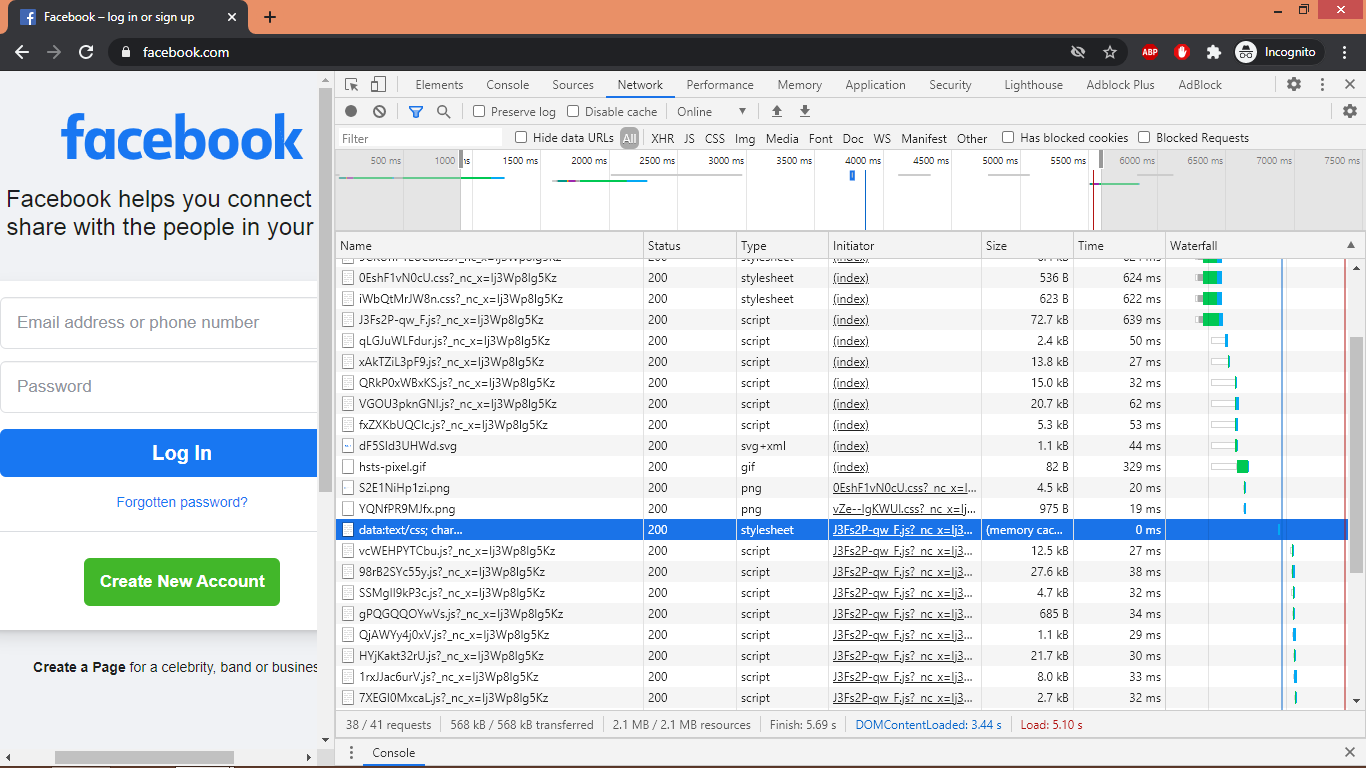 Facebook – log in or sign up
facebook.com
ABP
Incognito
facebook
Facebook helps you connect
share with the people in your
Email address or phone number
Password
Log In
Forgotten password?
Create New Account
Create a Page for a celebrity, band or busines
Elements Console Sources Network Performance Memory Application Security Lighthouse Adblock Plus AdBlock
Preserve log Disable cache Online
Filter Hide data URLs All XHR JS CSS Img Media Font Doc WS Manifest Other Has blocked cookies Blocked Requests
500 ms 1000 ms 1500 ms 2000 ms 2500 ms 3000 ms 3500 ms 4000 ms 4500 ms 5000 ms 5500 ms 6000 ms 6500 ms 7000 ms 7500 ms
Name Status Type Initiator Size Time Waterfall
200 stylesheet (index)
0EshF1vN0cU.css?_nc_x=Ij3Wp8lg5Kz 200 stylesheet (index) 536 B 624 ms
iWbQtMrJW8n.css?_nc_x=Ij3Wp8lg5Kz 200 stylesheet (index) 623 B 622 ms
J3Fs2P-qw_F.js?_nc_x=Ij3Wp8lg5Kz 200 script (index) 72.7 kB 639 ms
qLGJuWLFdur.js?_nc_x=Ij3Wp8lg5Kz 200 script (index) 2.4 kB 50 ms
xAkTZiL3pF9.js?_nc_x=Ij3Wp8lg5Kz 200 script (index) 13.8 kB 27 ms
QRkP0xWBxKS.js?_nc_x=Ij3Wp8lg5Kz 200 script (index) 15.0 kB 32 ms
VGOU3pknGNI.js?_nc_x=Ij3Wp8lg5Kz 200 script (index) 20.7 kB 62 ms
fxZXKbUQClc.js?_nc_x=Ij3Wp8lg5Kz 200 script (index) 5.3 kB 53 ms
dF5SId3UHWd.svg 200 svg+xml (index) 1.1 kB 44 ms
hsts-pixel.gif 200 gif (index) 82 B 329 ms
S2E1NiHp1zi.png 200 png 0EshF1vN0cU.css?_nc_x=I... 4.5 kB 20 ms
YQNfPR9MJfx.png 200 png vZe--lgKWUI.css?_nc_x=Ij... 975 B 19 ms
data:text/css; char... 200 stylesheet J3Fs2P-qw_F.js?_nc_x=Ij3... (memory cac... 0 ms
vcWEHPYTCbu.js?_nc_x=Ij3Wp8lg5Kz 200 script J3Fs2P-qw_F.js?_nc_x=Ij3... 12.5 kB 27 ms
98rB2SYc55y.js?_nc_x=Ij3Wp8lg5Kz 200 script J3Fs2P-qw_F.js?_nc_x=Ij3... 27.6 kB 38 ms
SSMgII9kP3c.js?_nc_x=Ij3Wp8lg5Kz 200 script J3Fs2P-qw_F.js?_nc_x=Ij3... 4.7 kB 32 ms
gPQGQQOYwVs.js?_nc_x=Ij3Wp8lg5Kz 200 script J3Fs2P-qw_F.js?_nc_x=Ij3... 685 B 34 ms
QjAWYy4j0xV.js?_nc_x=Ij3Wp8lg5Kz 200 script J3Fs2P-qw_F.js?_nc_x=Ij3... 1.1 kB 29 ms
HYjKakt32rU.js?_nc_x=Ij3Wp8lg5Kz 200 script J3Fs2P-qw_F.js?_nc_x=Ij3... 21.7 kB 30 ms
1rxJJac6urV.js?_nc_x=Ij3Wp8lg5Kz 200 script J3Fs2P-qw_F.js?_nc_x=Ij3... 8.0 kB 33 ms
7XEGI0MxcaL.js?_nc_x=Ij3Wp8lg5Kz 200 script J3Fs2P-qw_F.js?_nc_x=Ij3... 2.7 kB 32 ms
38 / 41 requests 568 kB / 568 kB transferred 2.1 MB / 2.1 MB resources Finish: 5.69 s DOMContentLoaded: 3.44 s Load: 5.10 s
Console